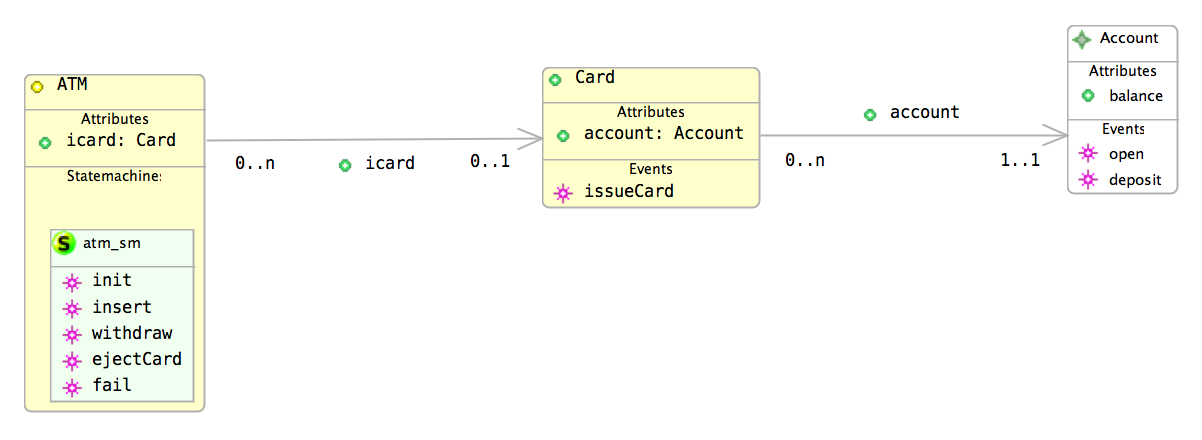 ATM
Attributes
icard: Card
Statemachine:
S
atm_sm
init
insert
withdraw
ejectCard
fail
0..n
icard
0..1
Card
Attributes
account: Account
Events
issueCard
account
0..n
1..1
Account
Attributes
balance
Events
open
deposit